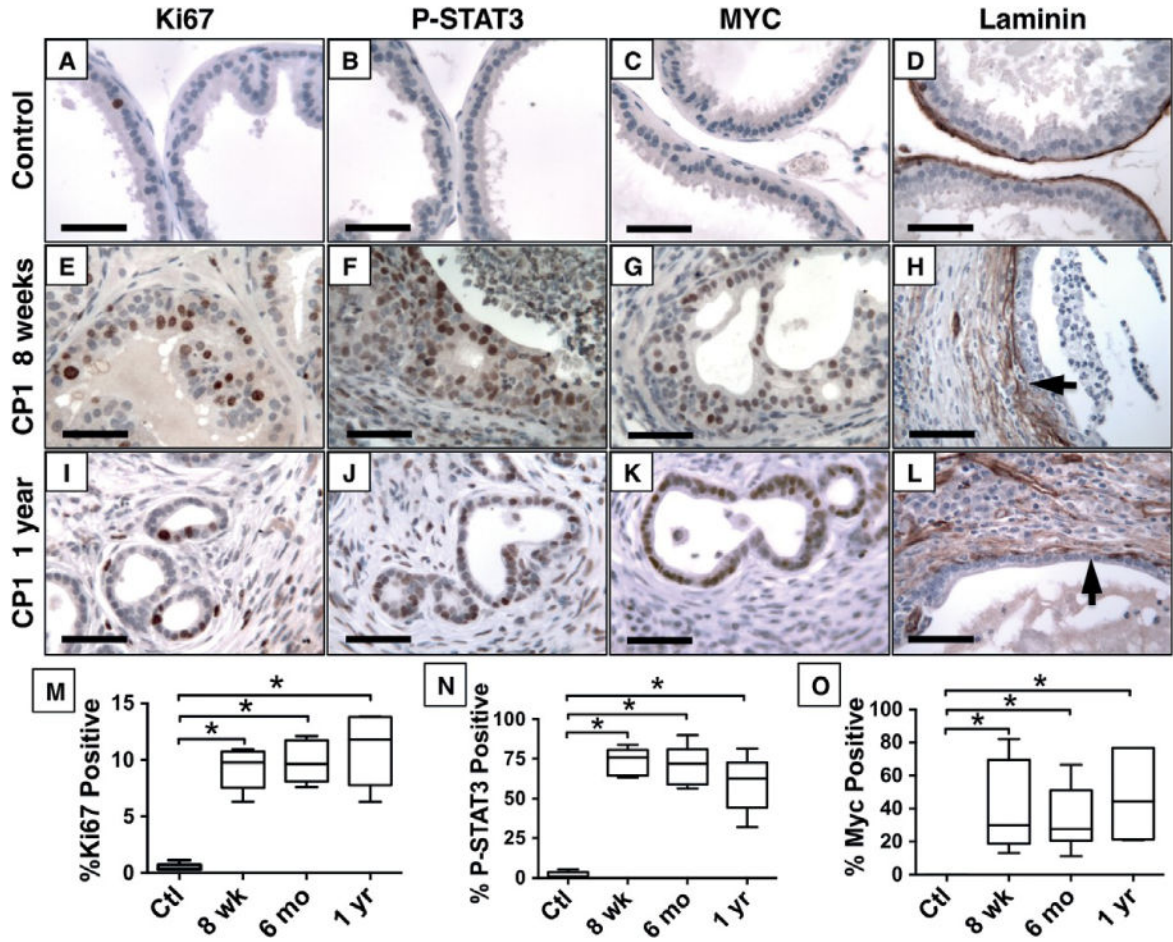 Ki67 P-STAT3 MYC Laminin
Control
A B C D
CP1 8 weeks
E F G H
CP1 1 year
I J K L
M
%Ki67 Positive
15
10
5
0
* * *
Ctl 8 wk 6 mo 1 yr
N
% P-STAT3 Positive
100
75
50
25
0
* * *
Ctl 8 wk 6 mo 1 yr
O
% Myc Positive
100
80
60
40
20
0
* * *
Ctl 8 wk 6 mo 1 yr